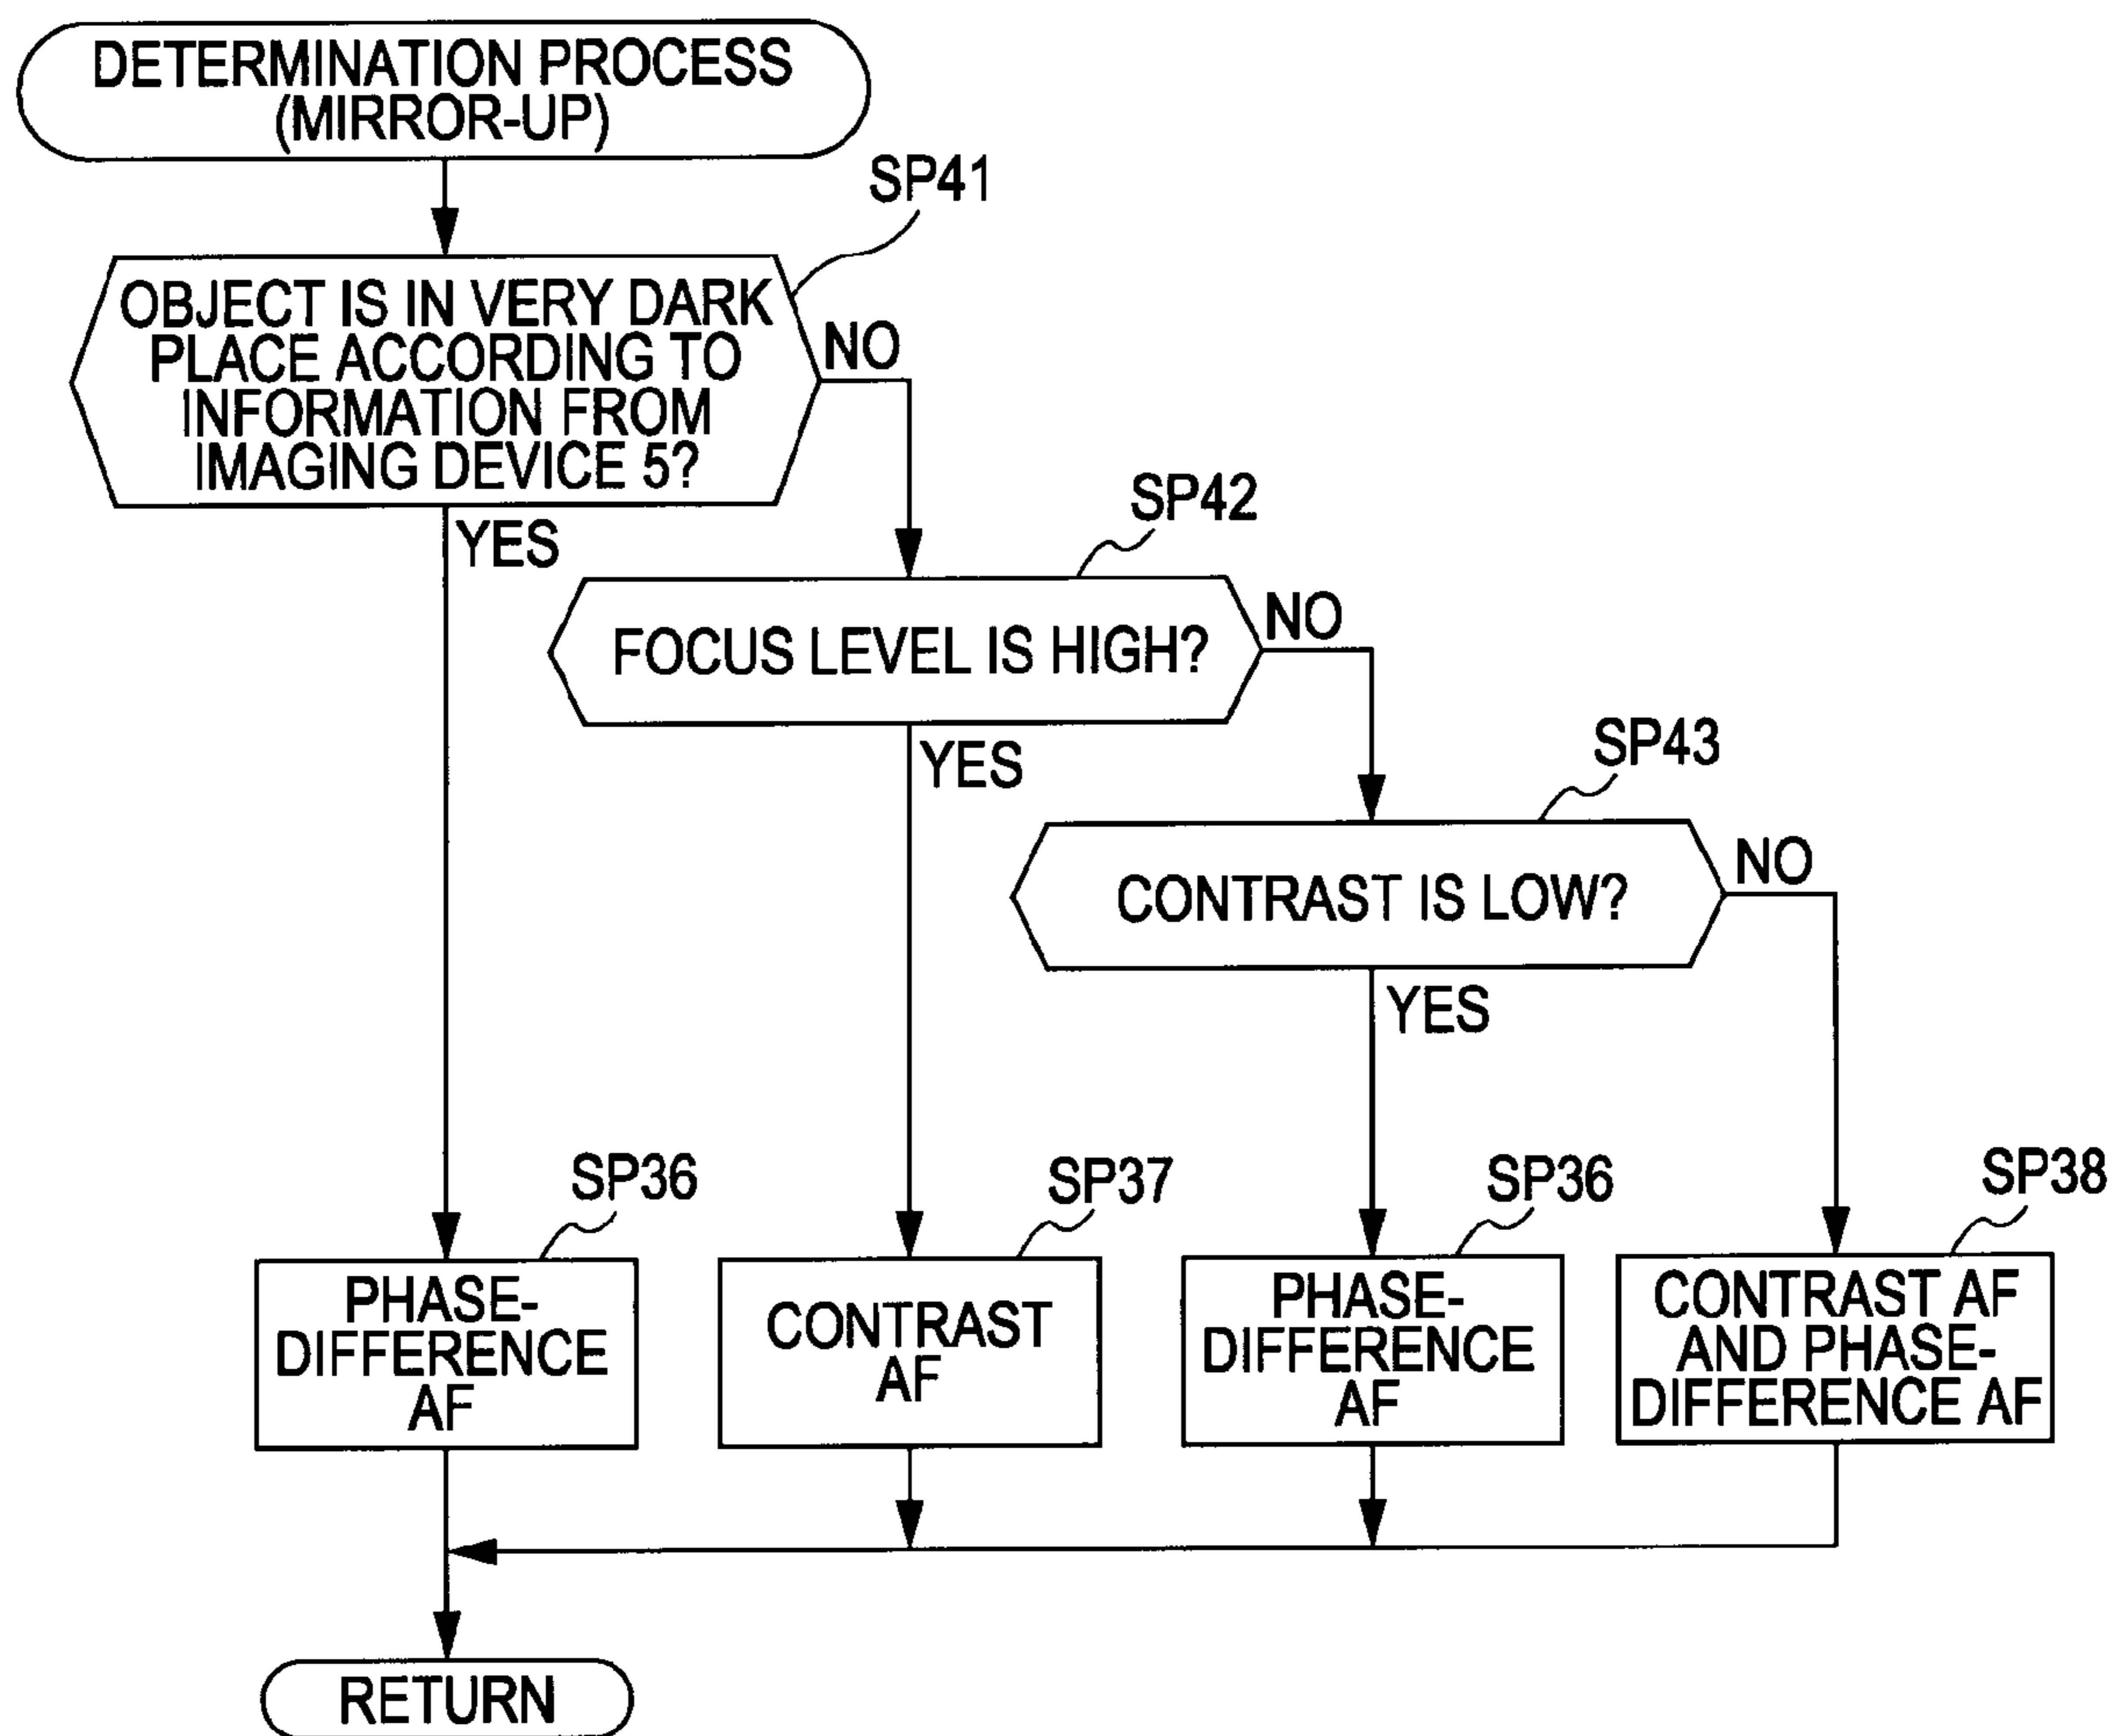 DETERMINATION PROCESS
(MIRROR-UP)
SP41
OBJECT IS IN VERY DARK
PLACE ACCORDING TO
INFORMATION FROM
IMAGING DEVICE 5?
NO
YES
SP42
FOCUS LEVEL IS HIGH?
NO
YES
SP43
CONTRAST IS LOW?
NO
YES
SP36
PHASE-
DIFFERENCE
AF
SP37
CONTRAST
AF
SP36
PHASE-
DIFFERENCE
AF
SP38
CONTRAST AF
AND PHASE-
DIFFERENCE AF
RETURN